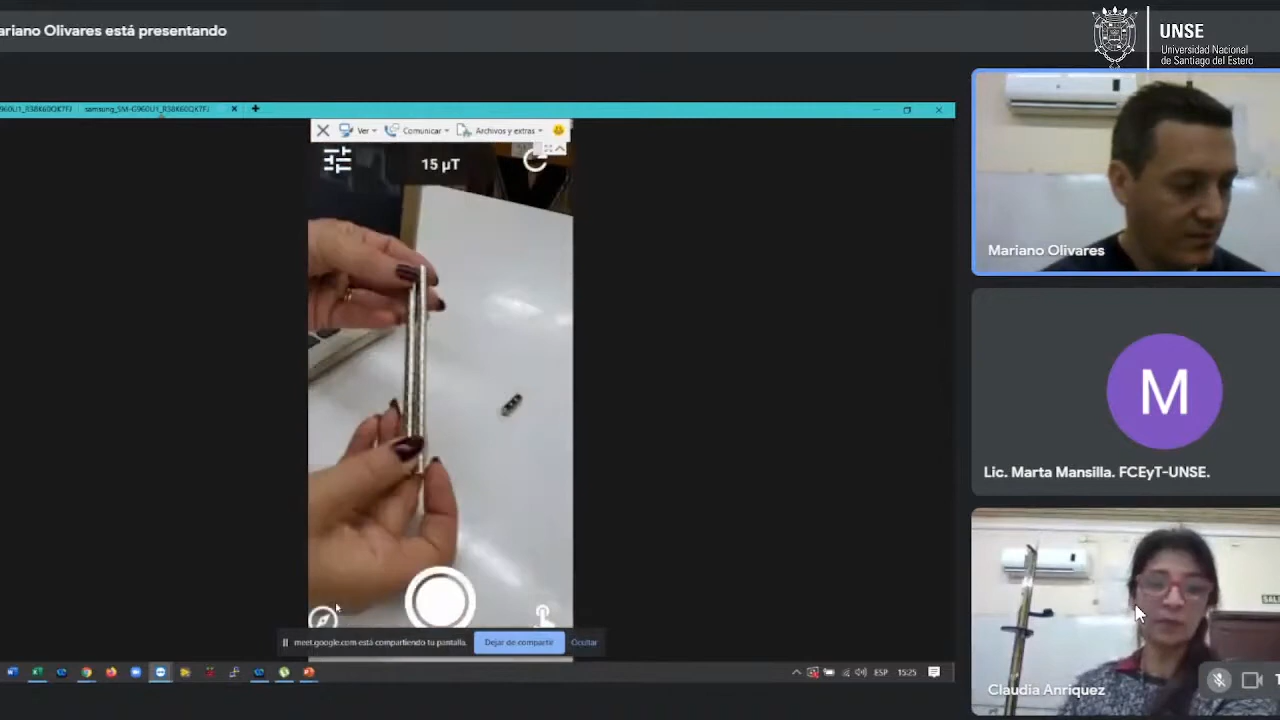 ariano Olivares está presentando
UNSE
Universidad Nacional
de Santiago del Estero
samsung_SM-G960U1_R38K60QK7FJ
Ver
Comunicar
Archivos y extras
15 μT
Mariano Olivares
M
Lic. Marta Mansilla. FCEyT-UNSE.
Claudia Anriquez
meet.google.com está compartiendo tu pantalla.
Dejar de compartir
Ocultar
ESP
15:25